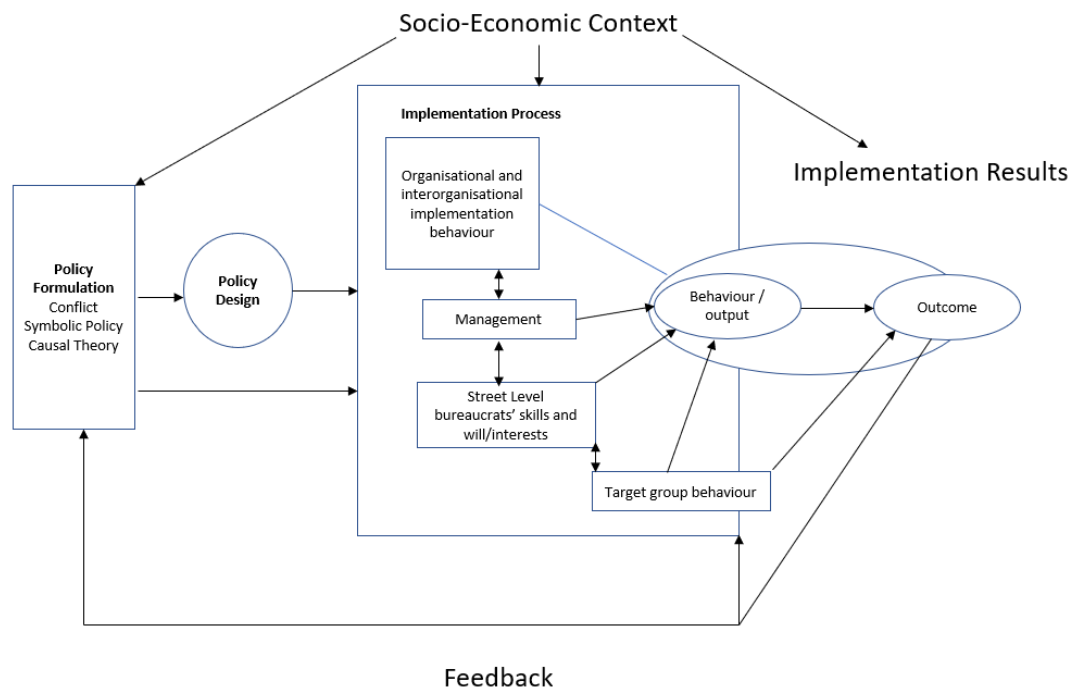 Socio-Economic Context
Implementation Process
Implementation Results
Organisational and
interorganisational
implementation
behaviour
Policy
Formulation
Conflict
Symbolic Policy
Causal Theory
Policy
Design
Management
Behaviour /
output
Outcome
Street Level
bureaucrats’ skills and
will/interests
Target group behaviour
Feedback